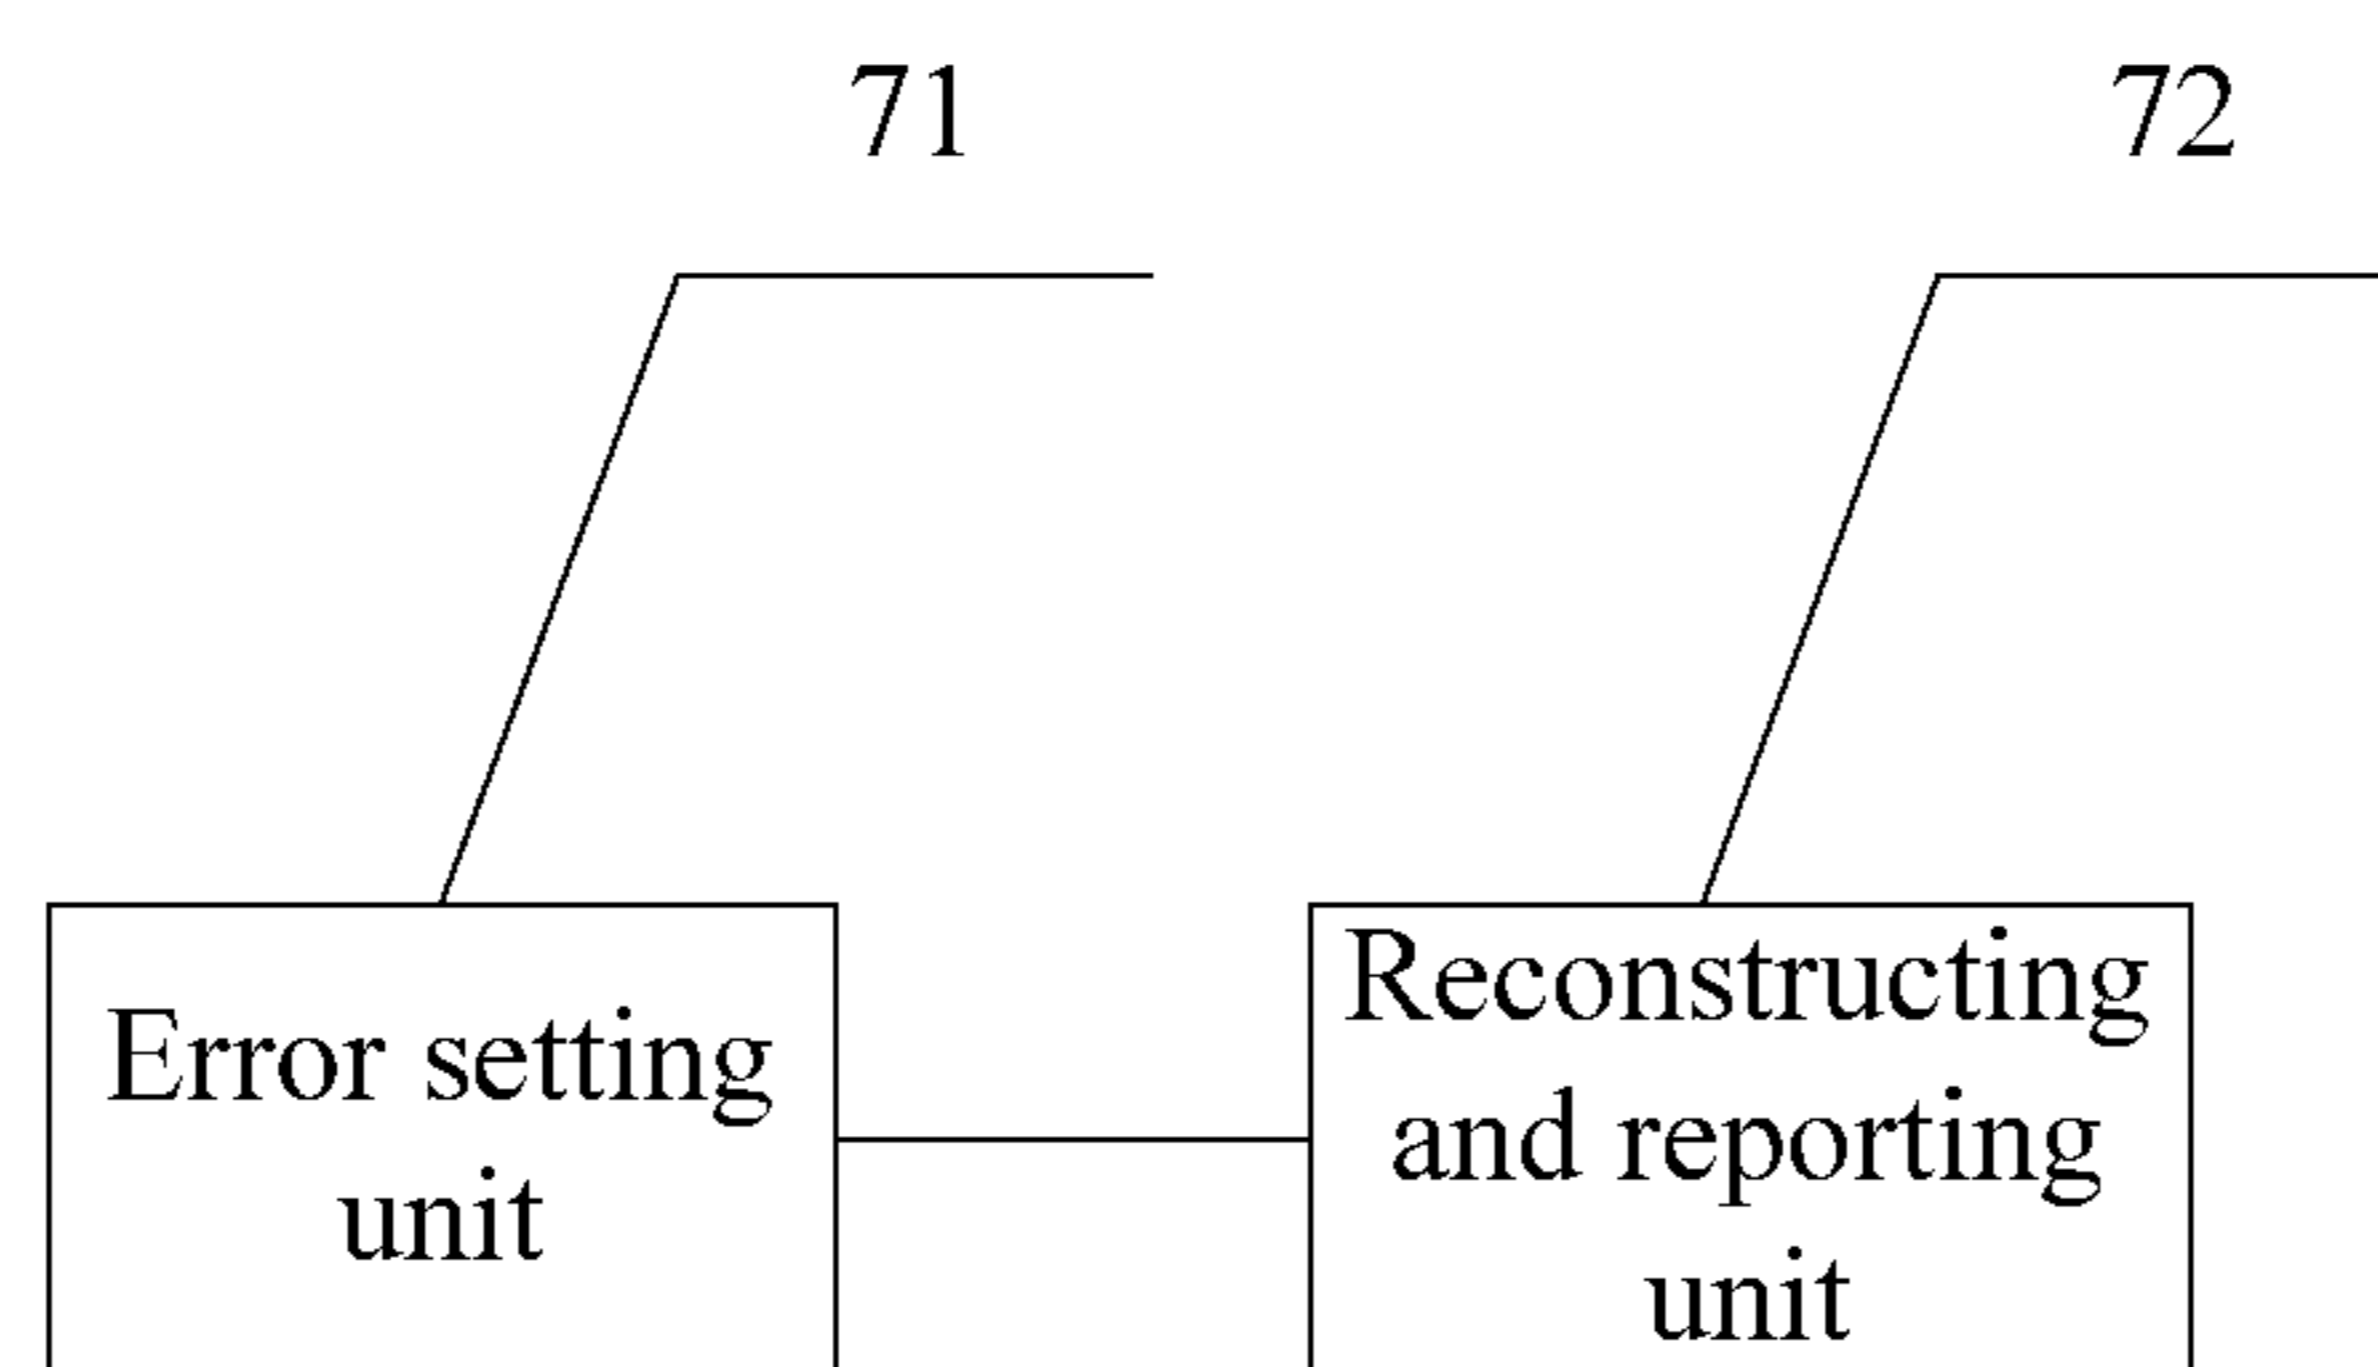 71
72
Error setting
unit
Reconstructing
and reporting
unit